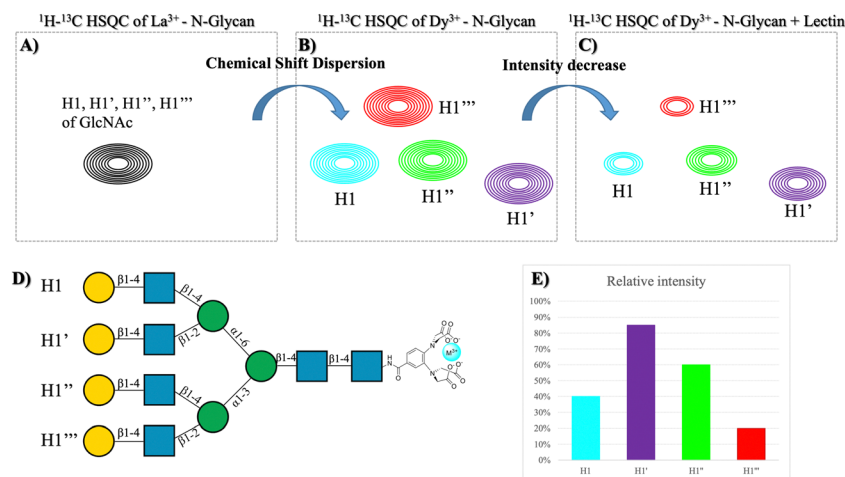 ¹H-¹³C HSQC of La³⁺ - N-Glycan
¹H-¹³C HSQC of Dy³⁺ - N-Glycan
¹H-¹³C HSQC of Dy³⁺ - N-Glycan + Lectin
A)
B)
C)
Chemical Shift Dispersion
Intensity decrease
H1, H1’, H1’’, H1’’’
of GlcNAc
H1’’’
H1
H1’’
H1’
H1’’’
H1
H1’’
H1’
D)
H1
β1-4
β1-4
H1’
β1-4
β1-2
α1-6
β1-4
β1-4
H1’’
β1-4
β1-4
α1-3
H1’’’
β1-4
β1-2
N
O
O
O⁻
O
O⁻
M³⁺
N
H
O
N
O
O⁻
O
O⁻
O
E)
Relative intensity
100%
90%
80%
70%
60%
50%
40%
30%
20%
10%
0%
H1
H1'
H1''
H1'''